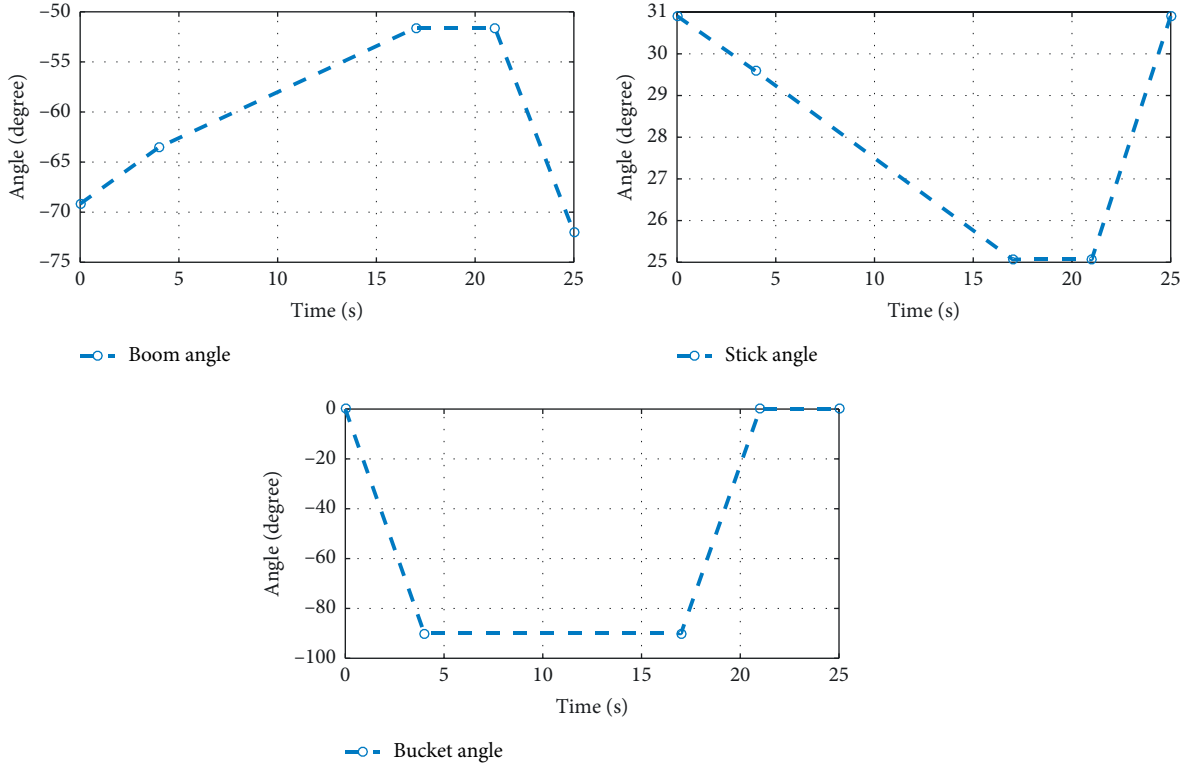 −50
−55
−60
−65
−70
−75
Angle (degree)
0 5 10 15 20 25
Time (s)
Boom angle
31
30
29
28
27
26
25
Angle (degree)
0 5 10 15 20 25
Time (s)
Stick angle
0
−20
−40
−60
−80
−100
Angle (degree)
0 5 10 15 20 25
Time (s)
Bucket angle